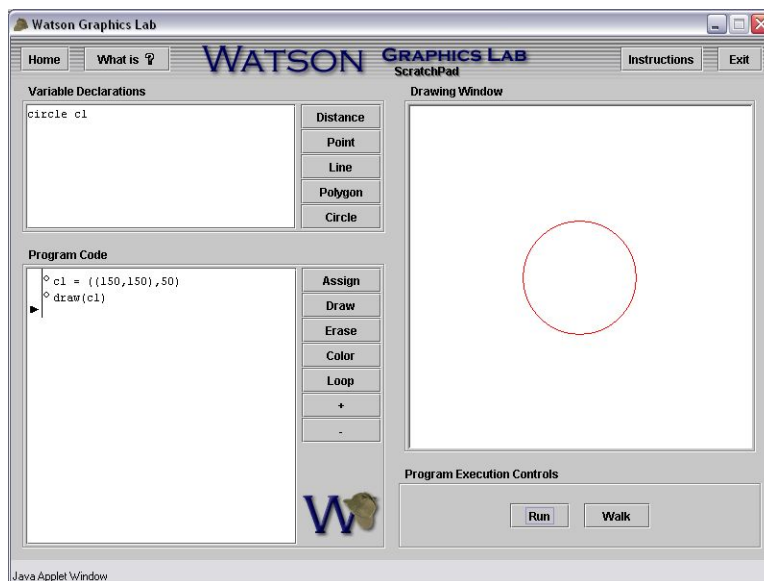 Watson Graphics Lab
Home
What is ?
WATSON GRAPHICS LAB
ScratchPad
Instructions
Exit
Variable Declarations
circle c1
Distance
Point
Line
Polygon
Circle
Program Code
c1 = ((150,150),50)
draw(c1)
Assign
Draw
Erase
Color
Loop
+
-
W
Drawing Window
Program Execution Controls
Run
Walk
Java Applet Window